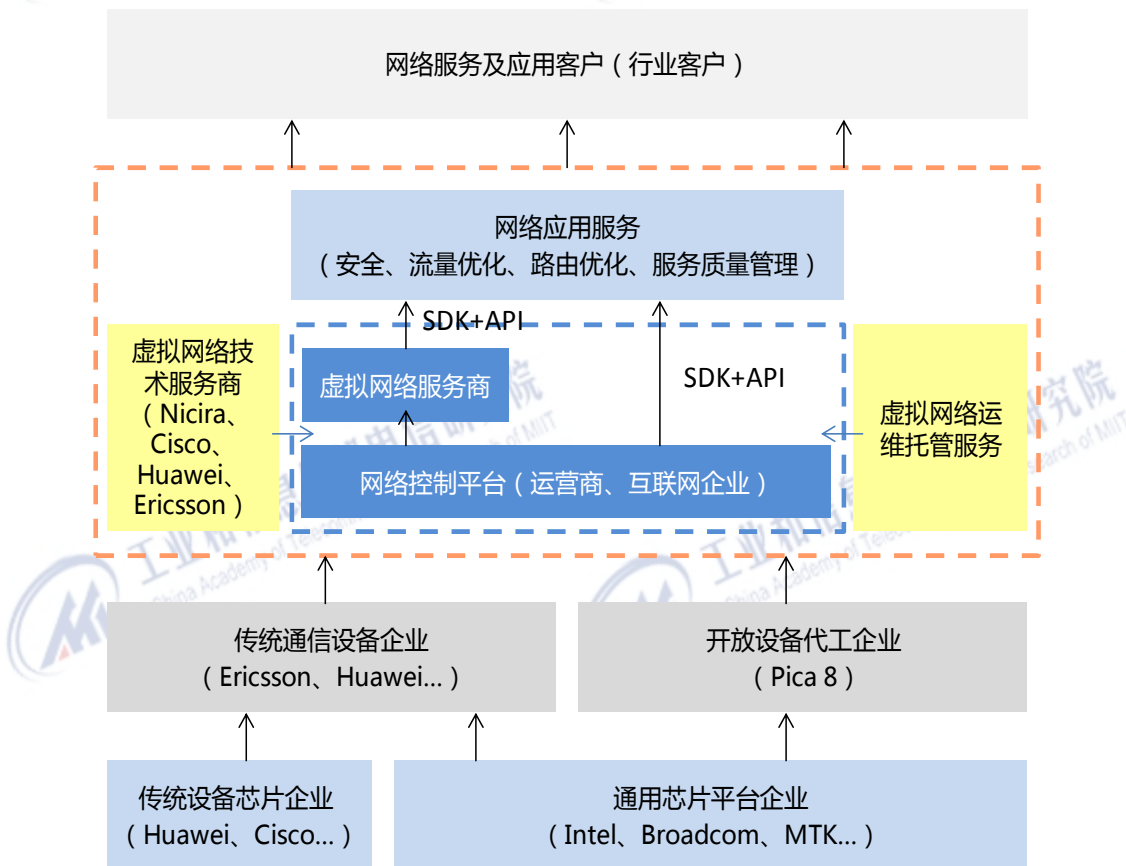 网络服务及应用客户（行业客户）
网络应用服务
（安全、流量优化、路由优化、服务质量管理）
SDK+API
虚拟网络技
术服务商
（Nicira、
Cisco、
Huawei、
Ericsson）
虚拟网络服务商
SDK+API
虚拟网络运
维托管服务
网络控制平台（运营商、互联网企业）
传统通信设备企业
（Ericsson、Huawei…）
开放设备代工企业
（Pica 8）
传统设备芯片企业
（Huawei、Cisco…）
通用芯片平台企业
（Intel、Broadcom、MTK…）